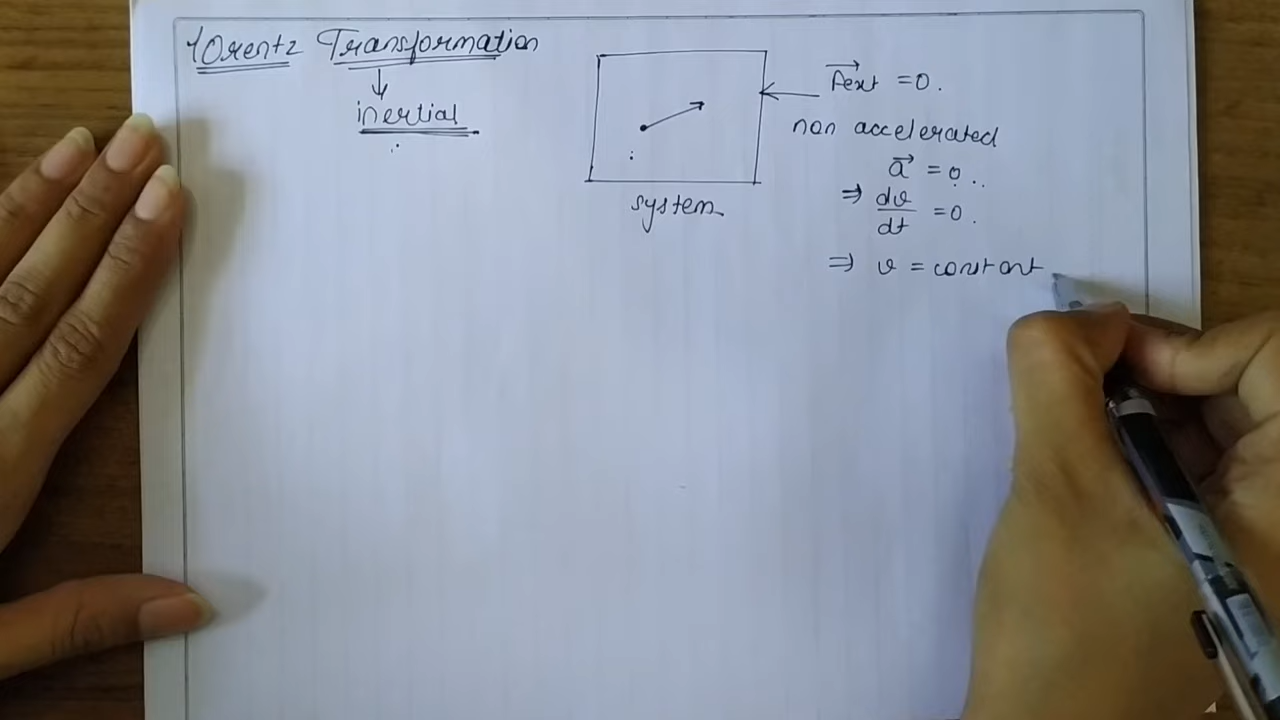 Lorentz Transformation
↓
inertial
system
F⃗ext = 0.
non accelerated
a⃗ = 0..
⇒ dv/dt = 0.
⇒ v = constant